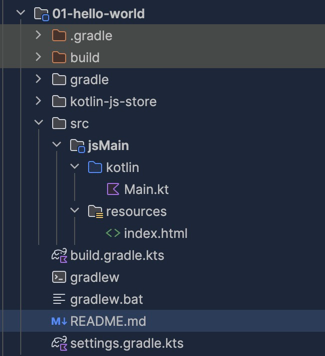 01-hello-world
.gradle
build
gradle
kotlin-js-store
src
jsMain
kotlin
Main.kt
resources
index.html
build.gradle.kts
gradlew
gradlew.bat
M↓ README.md
settings.gradle.kts